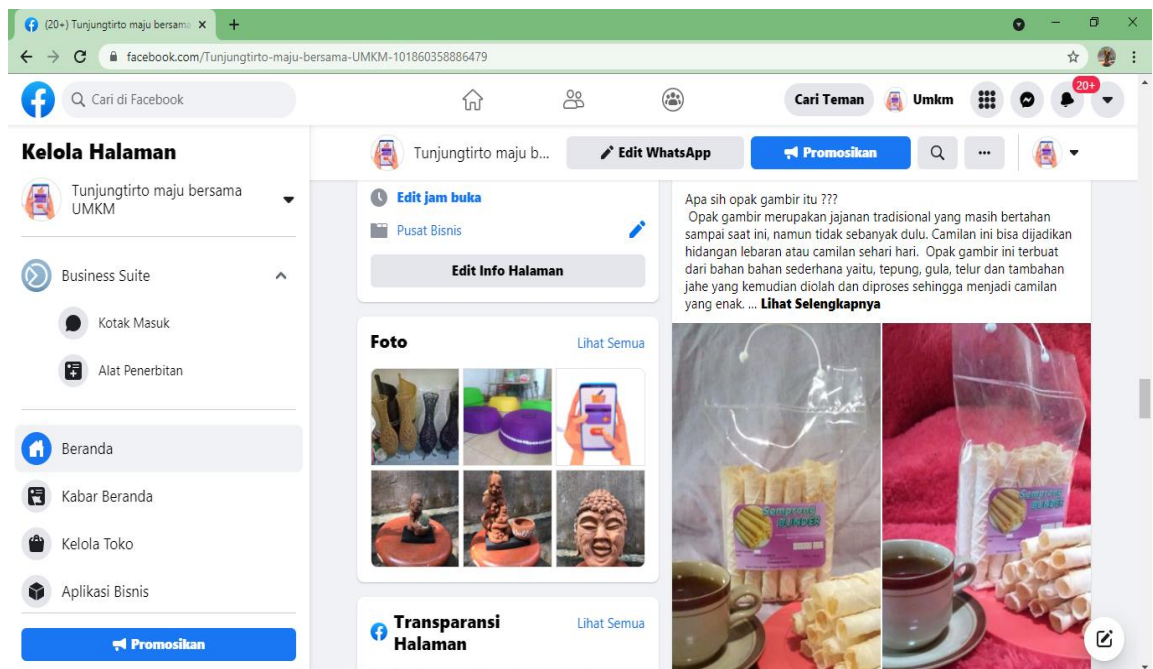 (20+) Tunjungtirto maju bersama
facebook.com/Tunjungtirto-maju-bersama-UMKM-101860358886479
Cari di Facebook
Cari Teman
Umkm
20+
Kelola Halaman
Tunjungtirto maju bersama
UMKM
Business Suite
Kotak Masuk
Alat Penerbitan
Beranda
Kabar Beranda
Kelola Toko
Aplikasi Bisnis
Promosikan
Tunjungtirto maju b...
Edit WhatsApp
Promosikan
Edit jam buka
Pusat Bisnis
Edit Info Halaman
Foto
Lihat Semua
Transparansi
Halaman
Lihat Semua
Apa sih opak gambir itu ???
Opak gambir merupakan jajanan tradisional yang masih bertahan
sampai saat ini, namun tidak sebanyak dulu. Camilan ini bisa dijadikan
hidangan lebaran atau camilan sehari hari. Opak gambir ini terbuat
dari bahan bahan sederhana yaitu, tepung, gula, telur dan tambahan
jahe yang kemudian diolah dan diproses sehingga menjadi camilan
yang enak. ... Lihat Selengkapnya
Semprong
BUNDER
Semprong
BUNDER